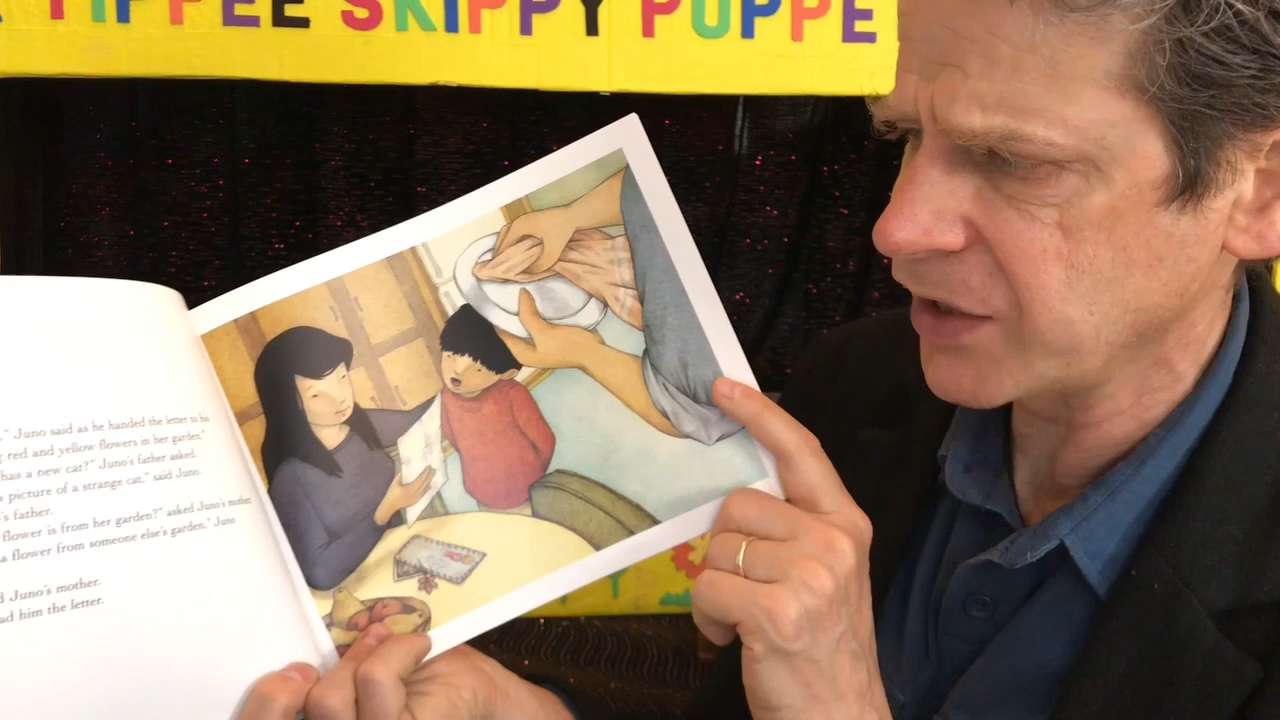 TIPPEE SKIPPY PUPPE
," Juno said as he handed the letter to his
red and yellow flowers in her garden."
has a new cat?" Juno's father asked.
picture of a strange cat." said Juno.
's father.
flower is from her garden?" asked Juno's mother.
a flower from someone else's garden," Juno
Juno's mother.
ad him the letter.